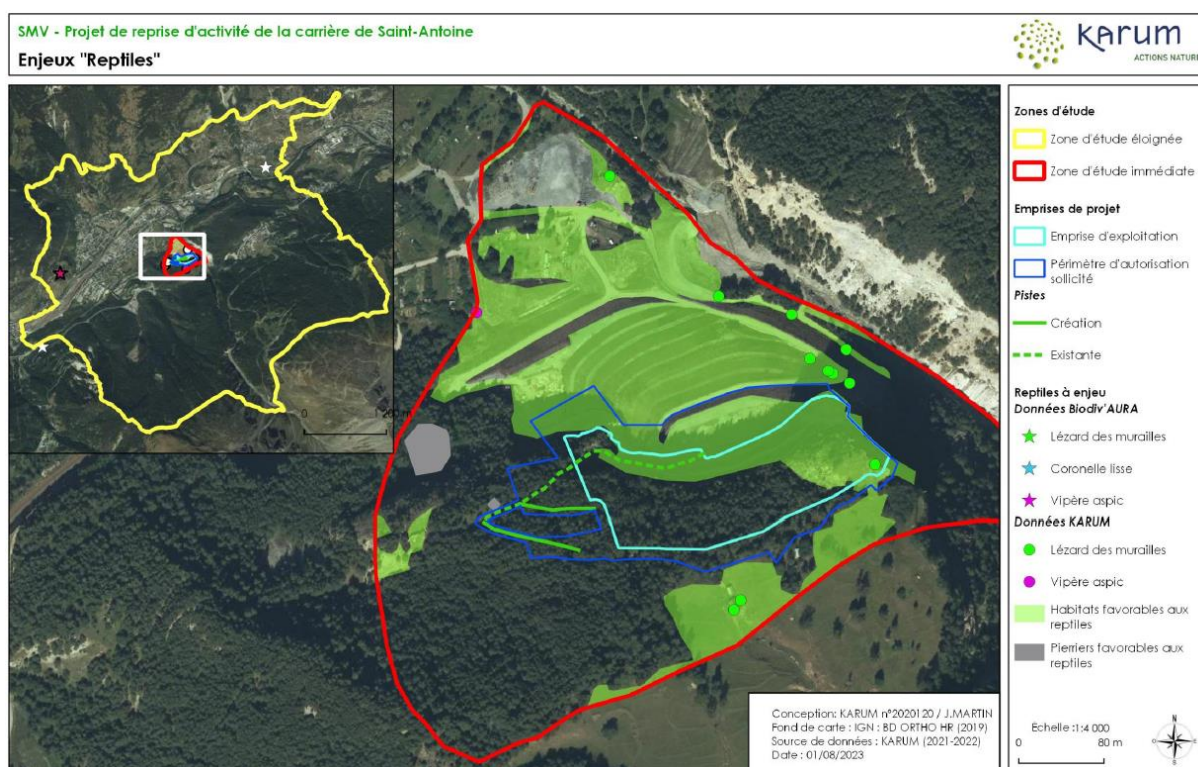 SMV - Projet de reprise d'activité de la carrière de Saint-Antoine
Enjeux "Reptiles"
Karum
ACTIONS NATURE
0 200 m
Zones d'étude
Zone d'étude éloignée
Zone d'étude immédiate
Emprises de projet
Emprise d'exploitation
Périmètre d'autorisation
sollicité
Pistes
Création
Existante
Reptiles à enjeu
Données Biodiv'AURA
Lézard des murailles
Coronelle lisse
Vipère aspic
Données KARUM
Lézard des murailles
Vipère aspic
Habitats favorables aux
reptiles
Pierriers favorables aux
reptiles
Conception: KARUM n°2020120 / J.MARTIN
Fond de carte : IGN : BD ORTHO HR (2019)
Source de données : KARUM (2021-2022)
Date : 01/08/2023
Echelle :1:4 000
0 80 m
N